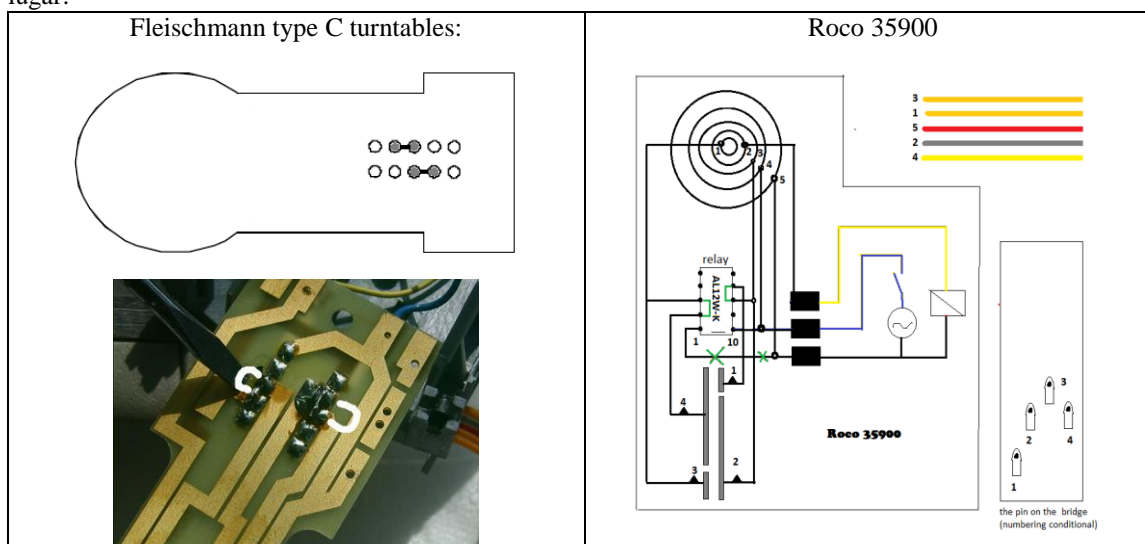 lugar:
Fleischmann type C turntables:
Roco 35900
3
1
5
2
4
1
2
3
4
5
relay
AL12W-K
1
10
1
4
3
2
Roco 35900
3
2
4
1
the pin on the bridge
(numbering conditional)